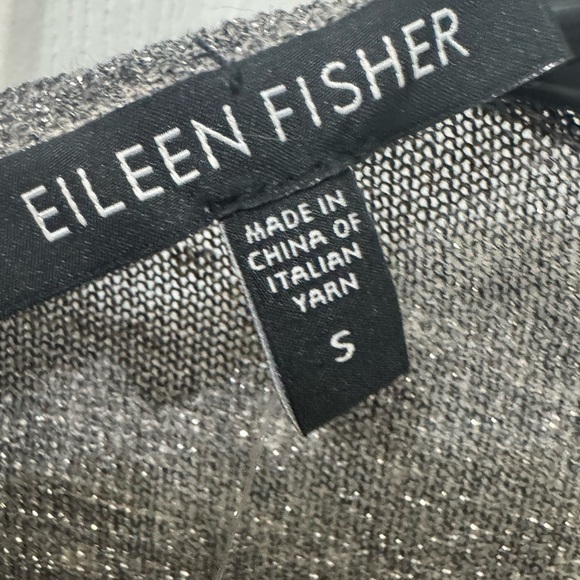 EILEEN FISHER
MADE IN
CHINA OF
ITALIAN
YARN
S